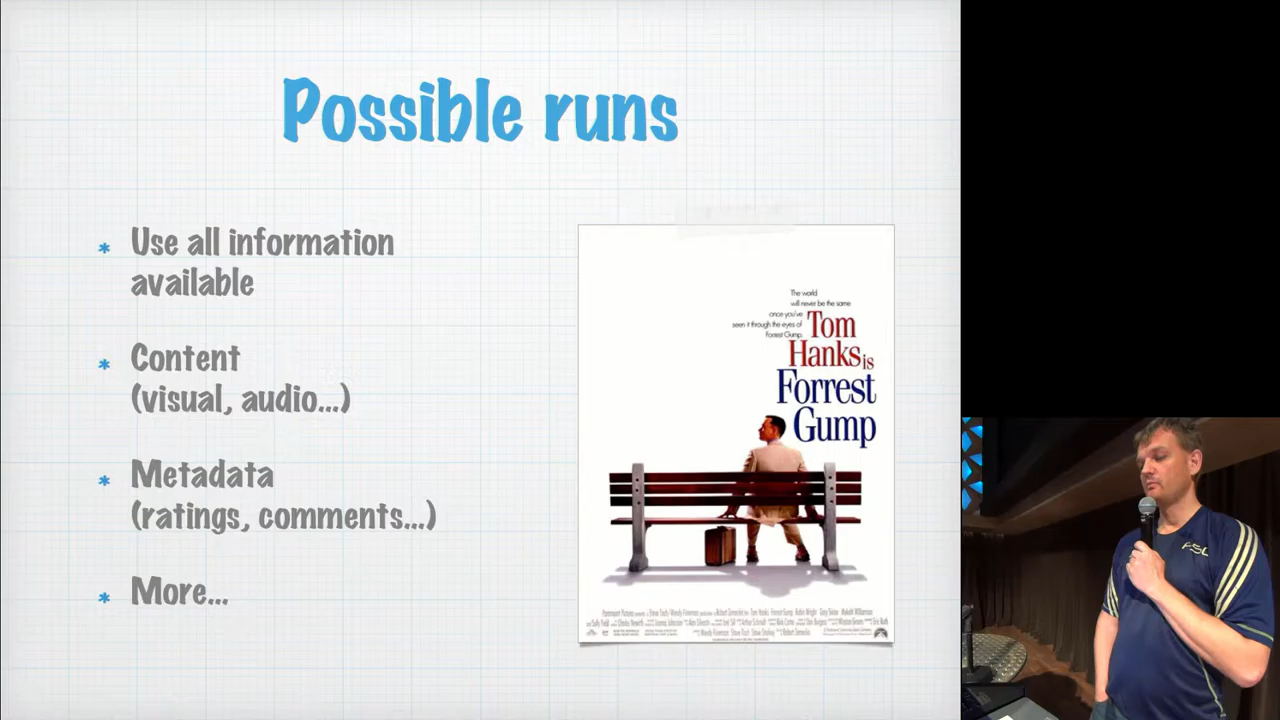 Possible runs
* Use all information
available
* Content
(visual, audio...)
* Metadata
(ratings, comments...)
* More...
The world
will never be the same
once you've
seen it through the eyes of
Forrest Gump.
Tom
Hanks is
Forrest
Gump